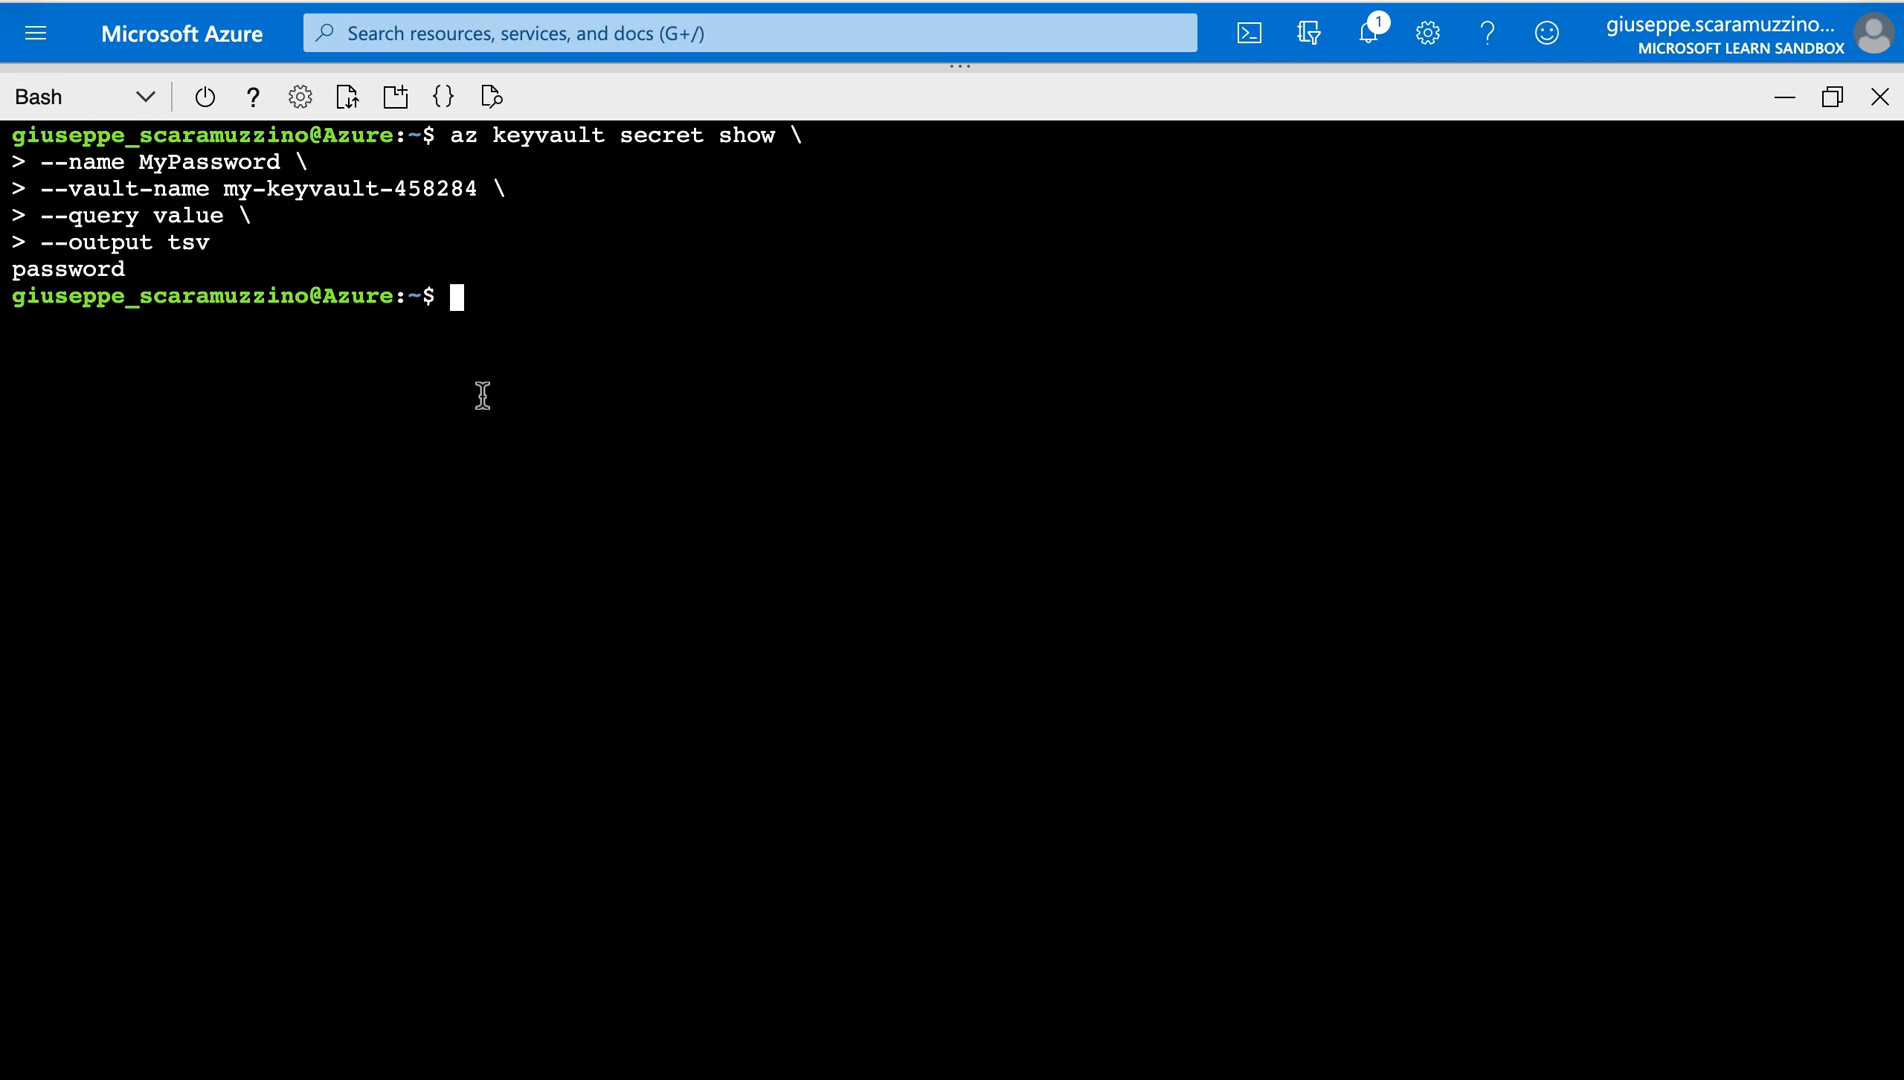 Microsoft Azure
Search resources, services, and docs (G+/)
1
giuseppe.scaramuzzino...
MICROSOFT LEARN SANDBOX
Bash
giuseppe_scaramuzzino@Azure:~$ az keyvault secret show \
> --name MyPassword \
> --vault-name my-keyvault-458284 \
> --query value \
> --output tsv
password
giuseppe_scaramuzzino@Azure:~$